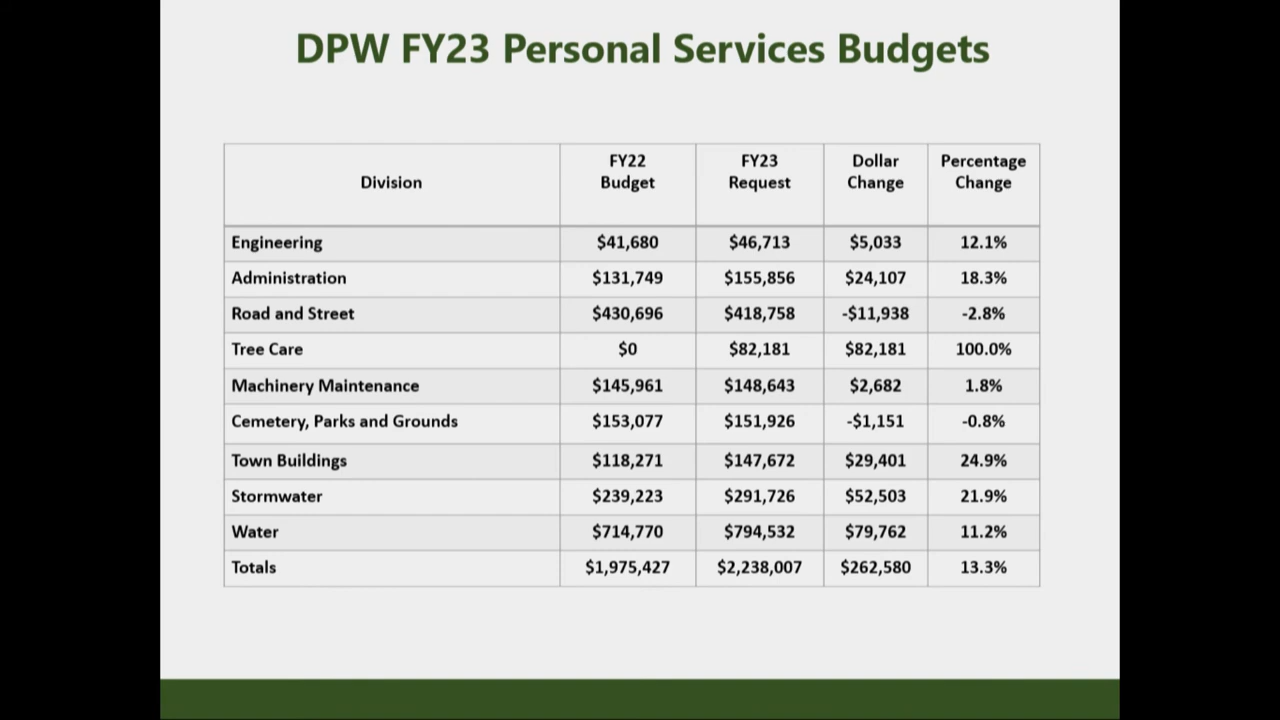 DPW FY23 Personal Services Budgets
Division FY22 Budget FY23 Request Dollar Change Percentage Change
Engineering $41,680 $46,713 $5,033 12.1%
Administration $131,749 $155,856 $24,107 18.3%
Road and Street $430,696 $418,758 -$11,938 -2.8%
Tree Care $0 $82,181 $82,181 100.0%
Machinery Maintenance $145,961 $148,643 $2,682 1.8%
Cemetery, Parks and Grounds $153,077 $151,926 -$1,151 -0.8%
Town Buildings $118,271 $147,672 $29,401 24.9%
Stormwater $239,223 $291,726 $52,503 21.9%
Water $714,770 $794,532 $79,762 11.2%
Totals $1,975,427 $2,238,007 $262,580 13.3%